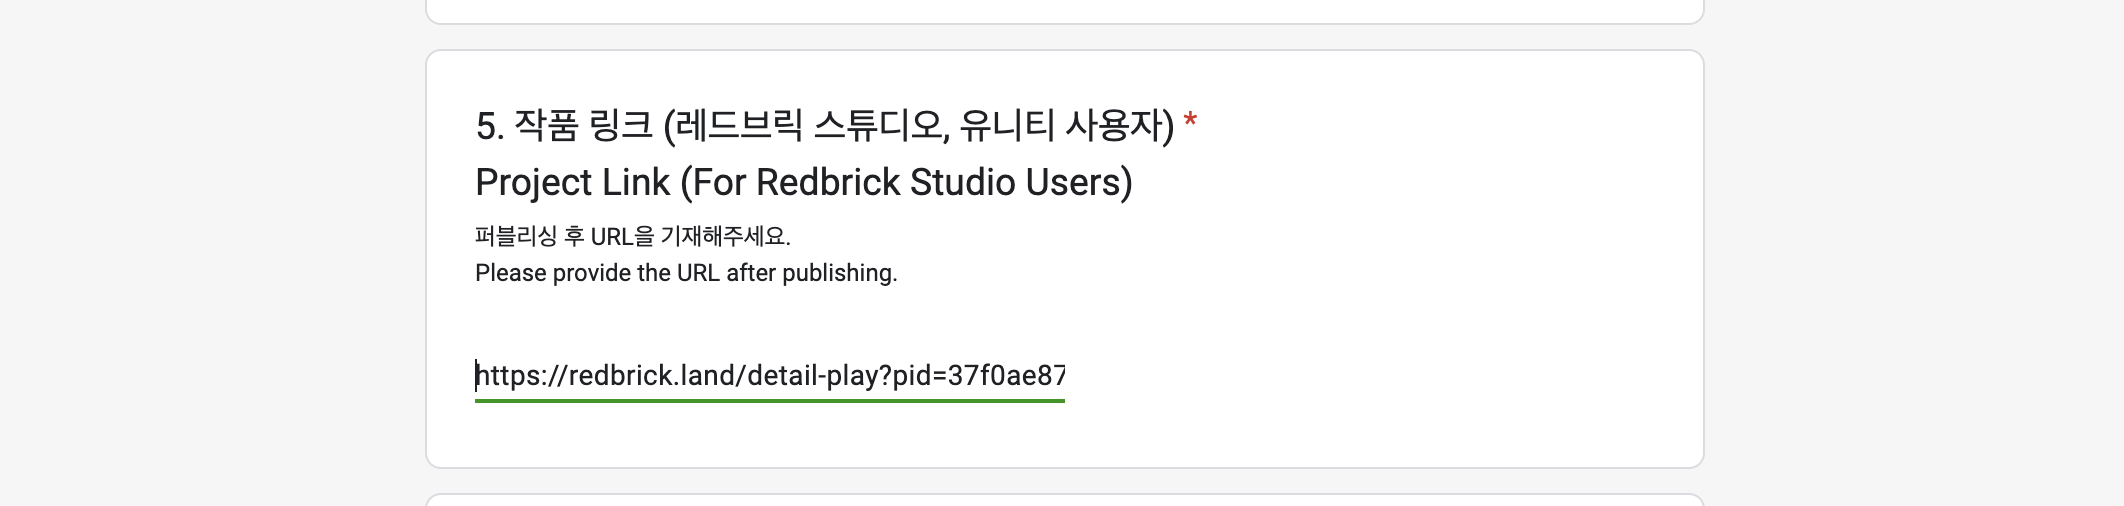 5. 작품 링크 (레드브릭 스튜디오, 유니티 사용자) *
Project Link (For Redbrick Studio Users)
퍼블리싱 후 URL을 기재해주세요.
Please provide the URL after publishing.
https://redbrick.land/detail-play?pid=37f0ae87